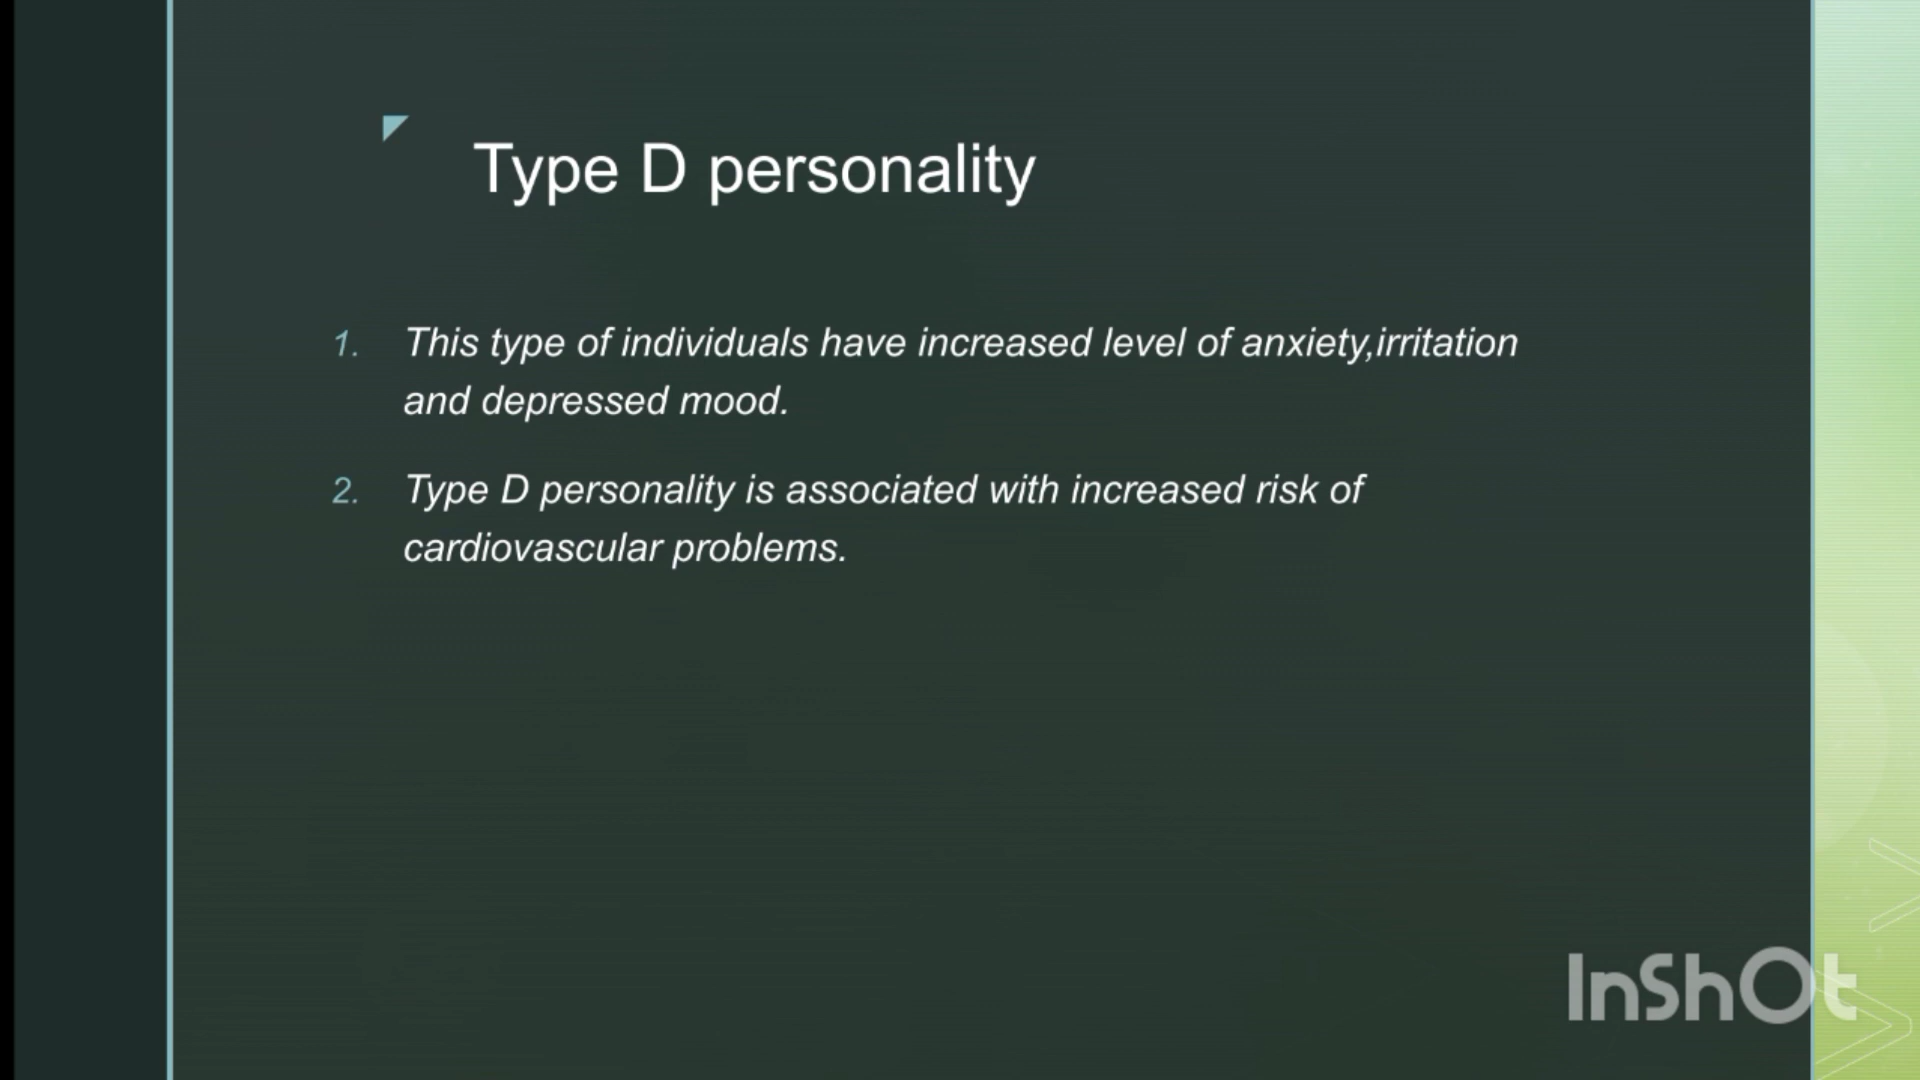 Type D personality
1. This type of individuals have increased level of anxiety,irritation
and depressed mood.
2. Type D personality is associated with increased risk of
cardiovascular problems.
InShOt